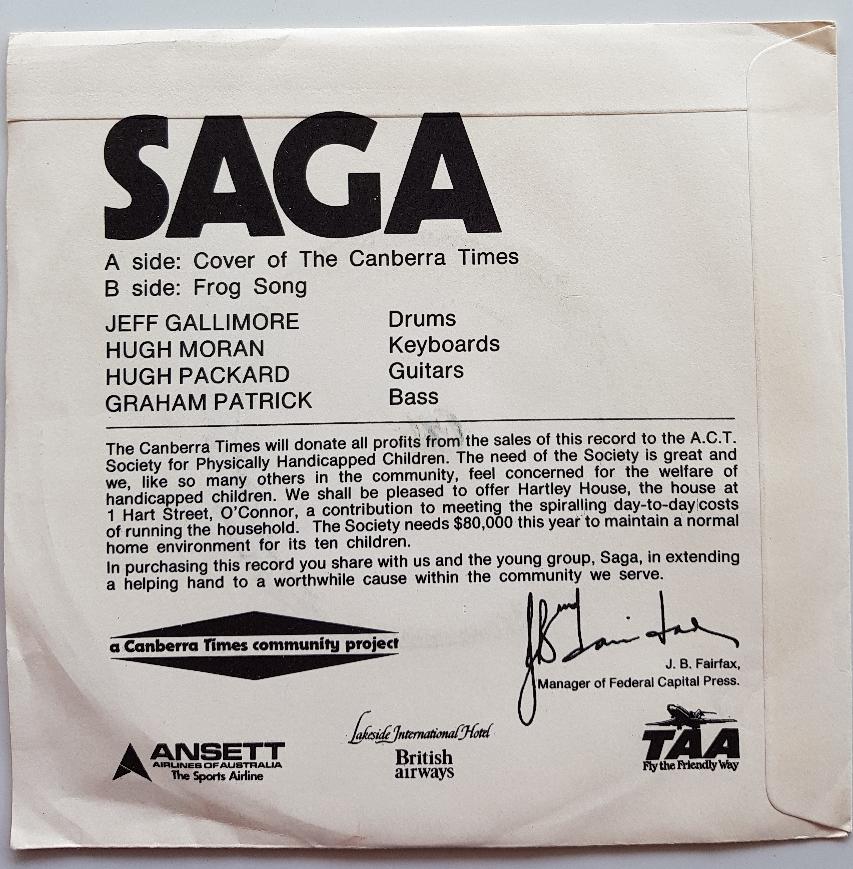 SAGA
A side: Cover of The Canberra Times
B side: Frog Song
JEFF GALLIMORE Drums
HUGH MORAN Keyboards
HUGH PACKARD Guitars
GRAHAM PATRICK Bass
The Canberra Times will donate all profits from the sales of this record to the A.C.T.
Society for Physically Handicapped Children. The need of the Society is great and
we, like so many others in the community, feel concerned for the welfare of
handicapped children. We shall be pleased to offer Hartley House, the house at
1 Hart Street, O'Connor, a contribution to meeting the spiralling day-to-day costs
of running the household. The Society needs $80,000 this year to maintain a normal
home environment for its ten children.
In purchasing this record you share with us and the young group, Saga, in extending
a helping hand to a worthwhile cause within the community we serve.
a Canberra Times community project
JB Fairfax
J. B. Fairfax,
Manager of Federal Capital Press.
ANSETT
AIRLINES OF AUSTRALIA
The Sports Airline
Lakeside International Hotel
British
airways
TAA
Fly the Friendly Way